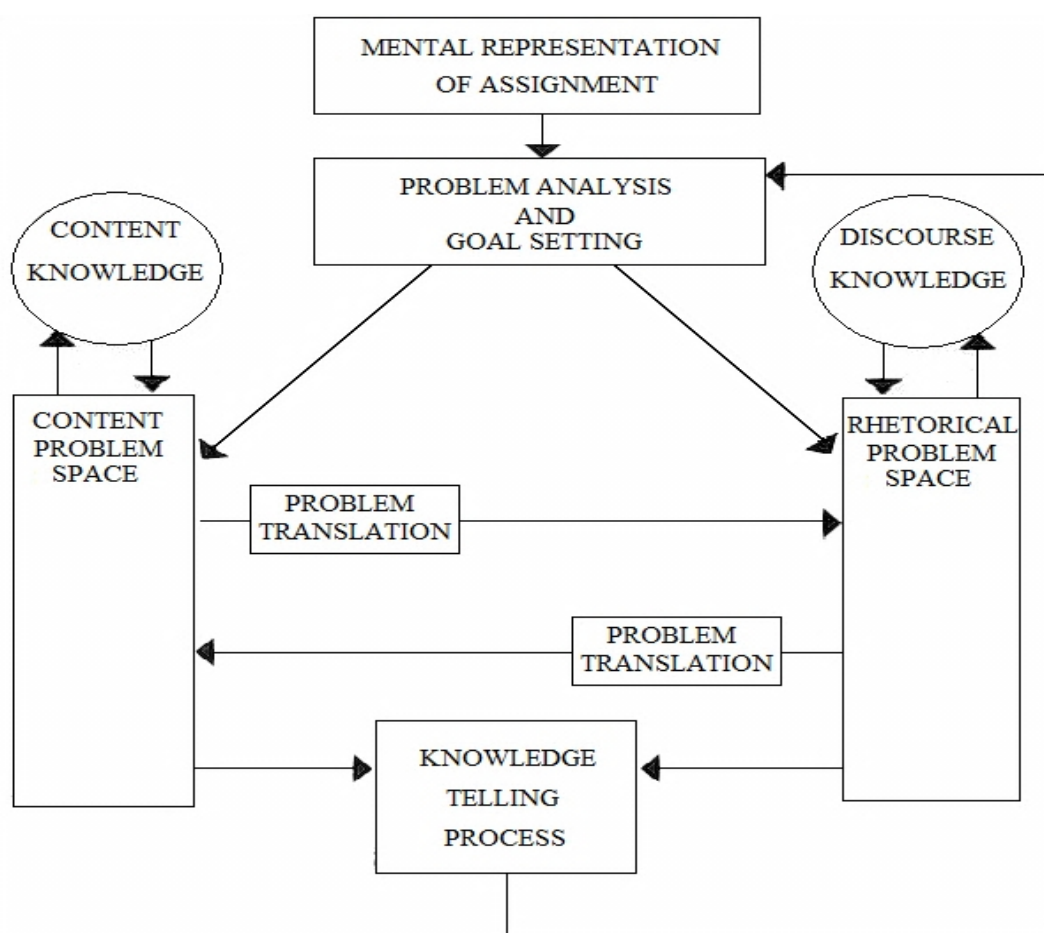 MENTAL REPRESENTATION
OF ASSIGNMENT
PROBLEM ANALYSIS
AND
GOAL SETTING
CONTENT
KNOWLEDGE
DISCOURSE
KNOWLEDGE
CONTENT
PROBLEM
SPACE
RHETORICAL
PROBLEM
SPACE
PROBLEM
TRANSLATION
PROBLEM
TRANSLATION
KNOWLEDGE
TELLING
PROCESS